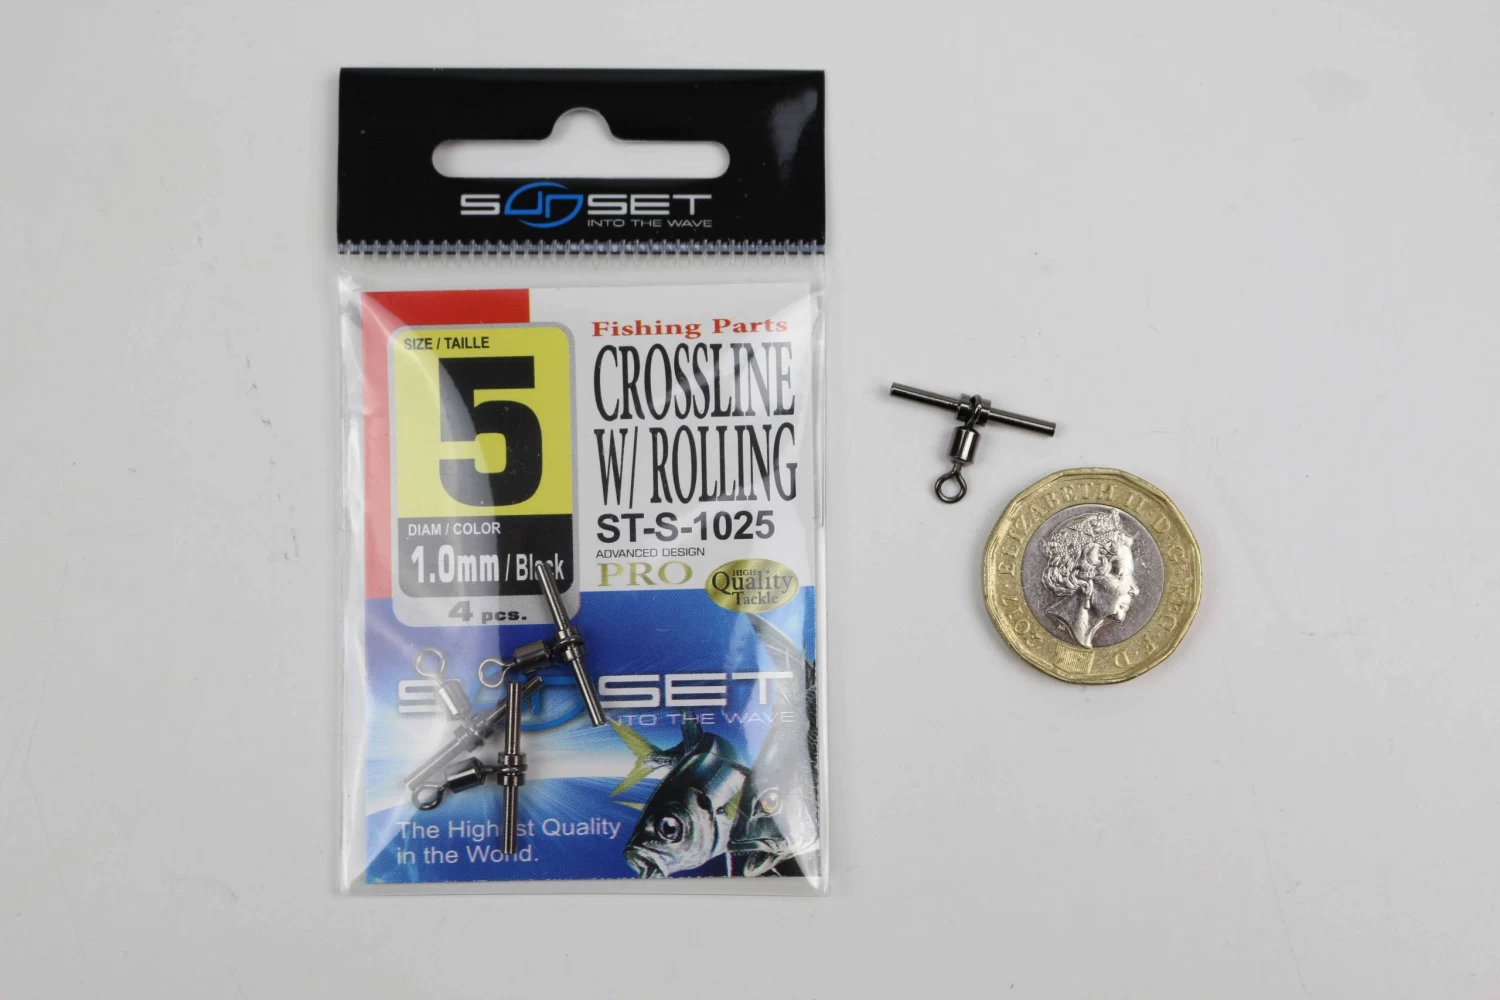 SUNSET
INTO THE WAVE
SIZE / TAILLE
5
DIAM / COLOR
1.0mm / Black
4 pcs.
Fishing Parts
CROSSLINE
W/ ROLLING
ST-S-1025
ADVANCED DESIGN
PRO
HIGH
Quality
Tackle
SUNSET
INTO THE WAVE
The Highest Quality
in the World.
2017 · ELIZABETH II · D · G · REG · F · D